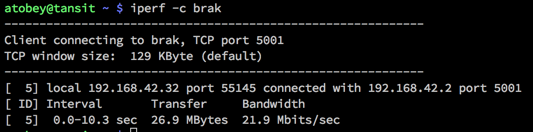 atobey@tansit ~ $ iperf -c brak
------------------------------------------------------------
Client connecting to brak, TCP port 5001
TCP window size:  129 KByte (default)
------------------------------------------------------------
[  5] local 192.168.42.32 port 55145 connected with 192.168.42.2 port 5001
[ ID] Interval       Transfer     Bandwidth
[  5]  0.0-10.3 sec  26.9 MBytes  21.9 Mbits/sec